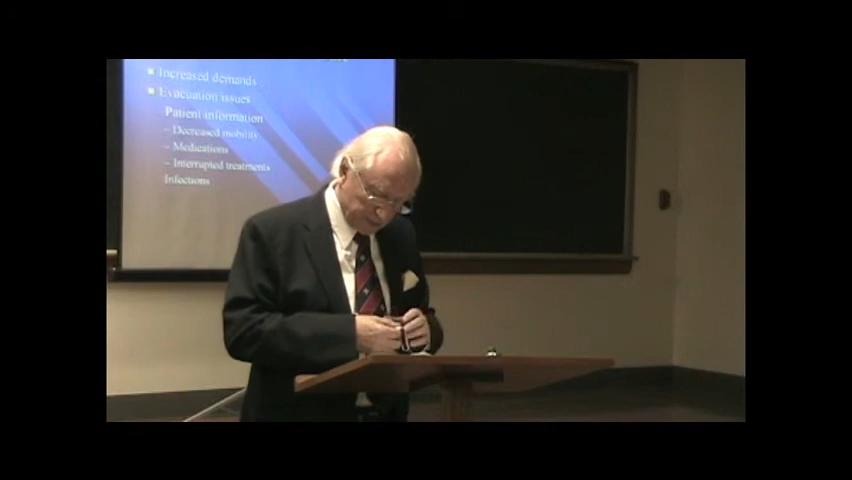 Increased demands
Evacuation issues
Patient information
– Decreased mobility
– Medications
– Interrupted treatments
Infections